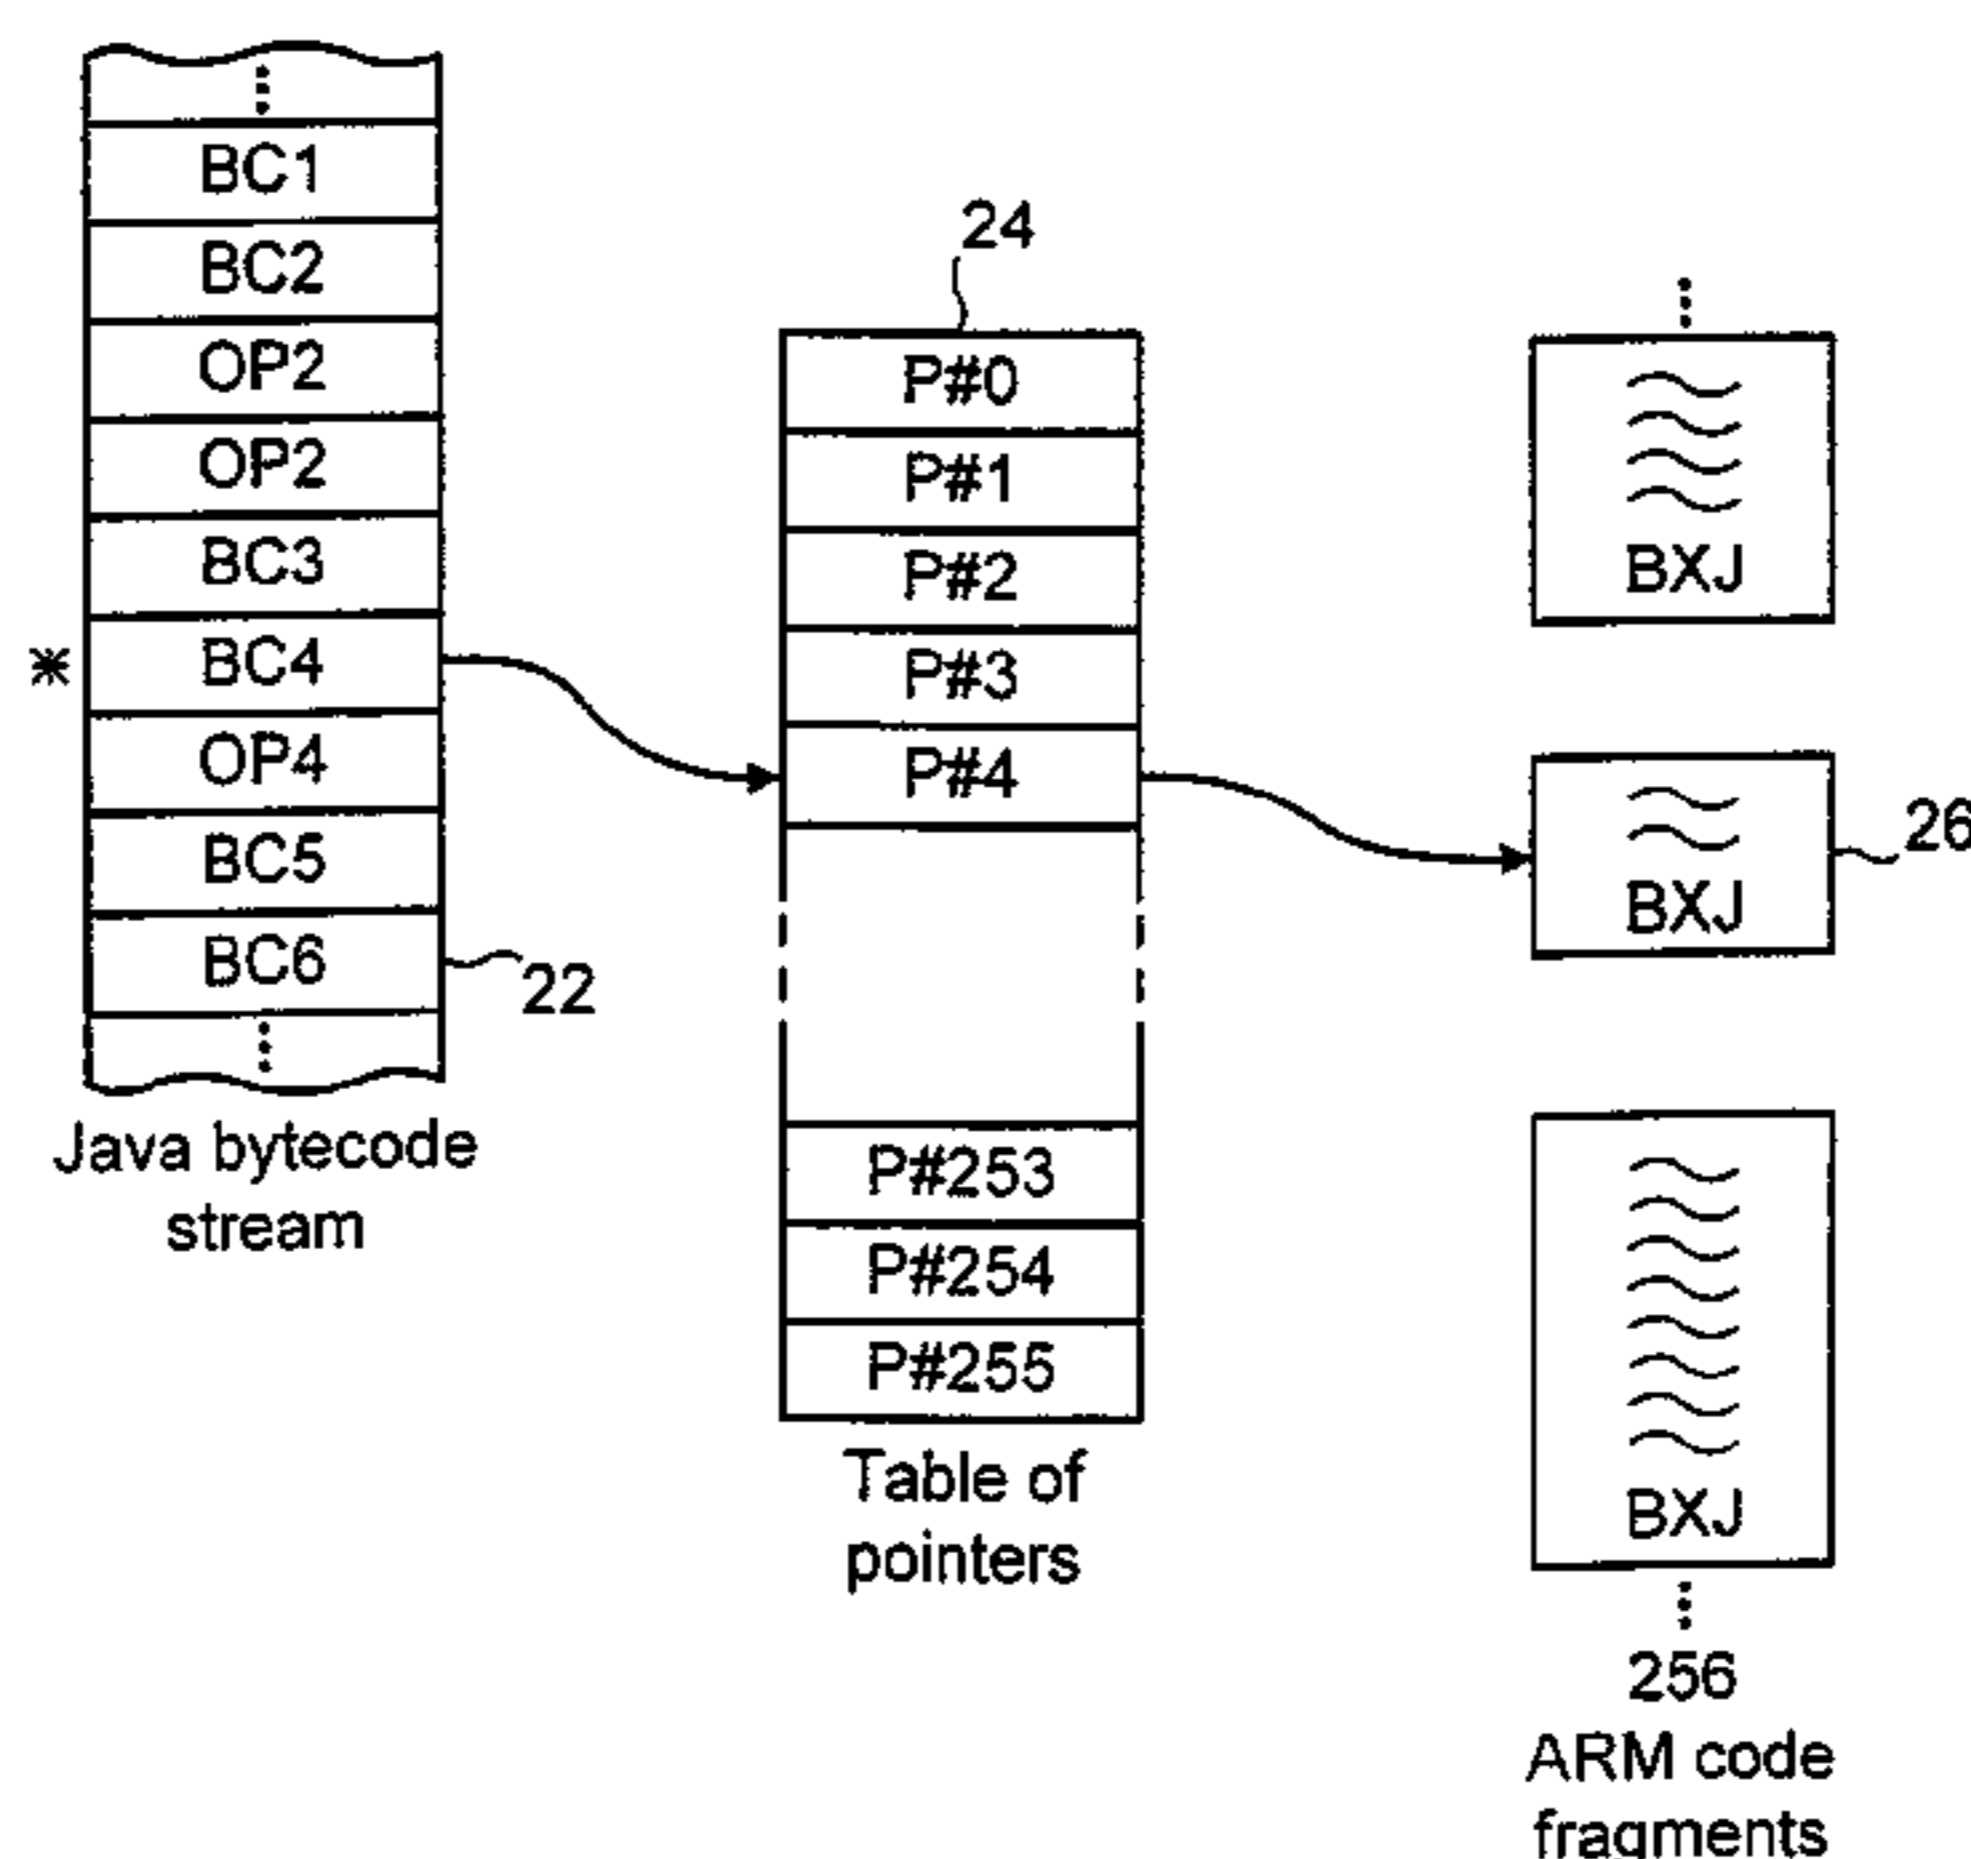 BC1
BC2
OP2
OP2
BC3
* BC4
OP4
BC5
BC6
22
Java bytecode
stream
24
P#0
P#1
P#2
P#3
P#4
P#253
P#254
P#255
Table of
pointers
BXJ
BXJ
26
BXJ
256
ARM code
fragments